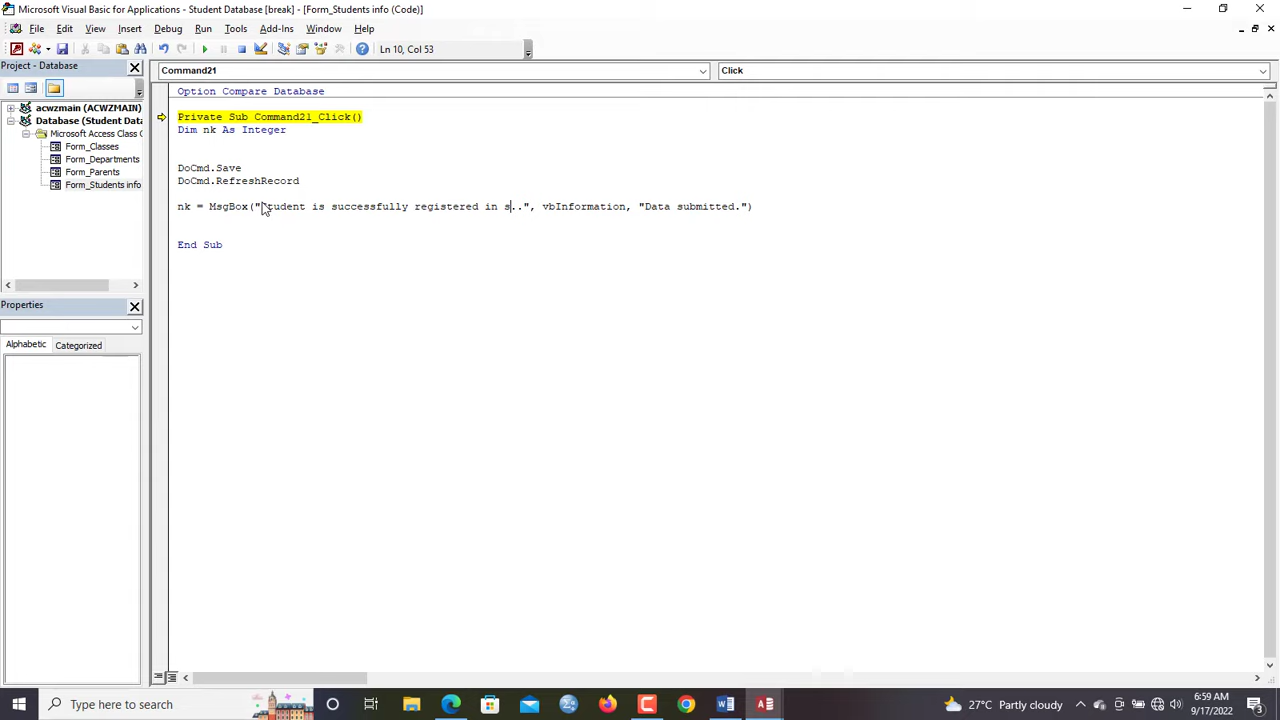 Microsoft Visual Basic for Applications - Student Database [break] - [Form_Students info (Code)]
File Edit View Insert Format Debug Run Tools Add-Ins Window Help
Ln 10, Col 53
Project - Database
Command21
Click
acwzmain (ACWZMAIN)
Database (Student Data
Microsoft Access Class O
Form_Classes
Form_Departments
Form_Parents
Form_Students info
Option Compare Database
Private Sub Command21_Click()
Dim nk As Integer
DoCmd.Save
DoCmd.RefreshRecord
nk = MsgBox("Student is successfully registered in s..", vbInformation, "Data submitted.")
End Sub
Properties
Alphabetic Categorized
Type here to search
27°C Partly cloudy
6:59 AM
9/17/2022
3